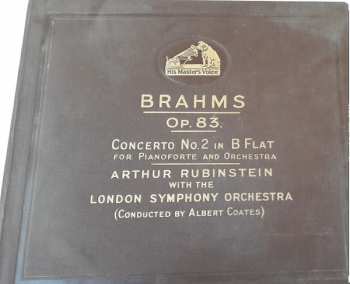 His Master's Voice
BRAHMS
Op. 83.
CONCERTO No. 2 IN B FLAT
FOR PIANOFORTE AND ORCHESTRA
ARTHUR RUBINSTEIN
WITH THE
LONDON SYMPHONY ORCHESTRA
(CONDUCTED BY ALBERT COATES)